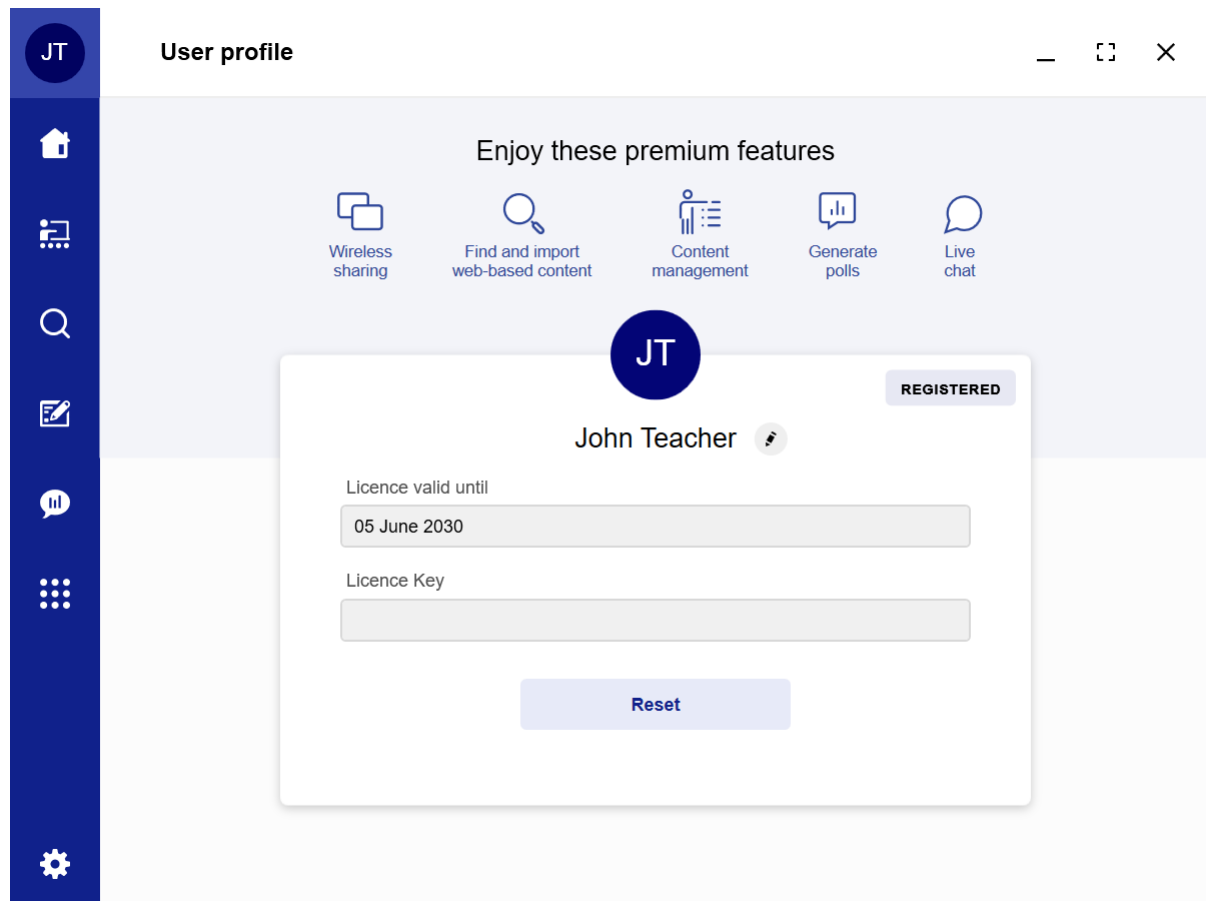 JT
User profile
Enjoy these premium features
Wireless
sharing
Find and import
web-based content
Content
management
Generate
polls
Live
chat
JT
REGISTERED
John Teacher
Licence valid until
05 June 2030
Licence Key
Reset